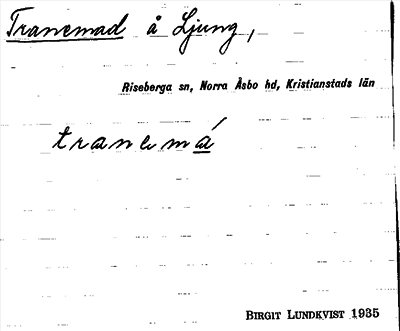 Tranemad å Ljung,
Riseberga sn, Norra Åsbo hd, Kristianstads län
tranemá
BIRGIT LUNDKVIST 1935